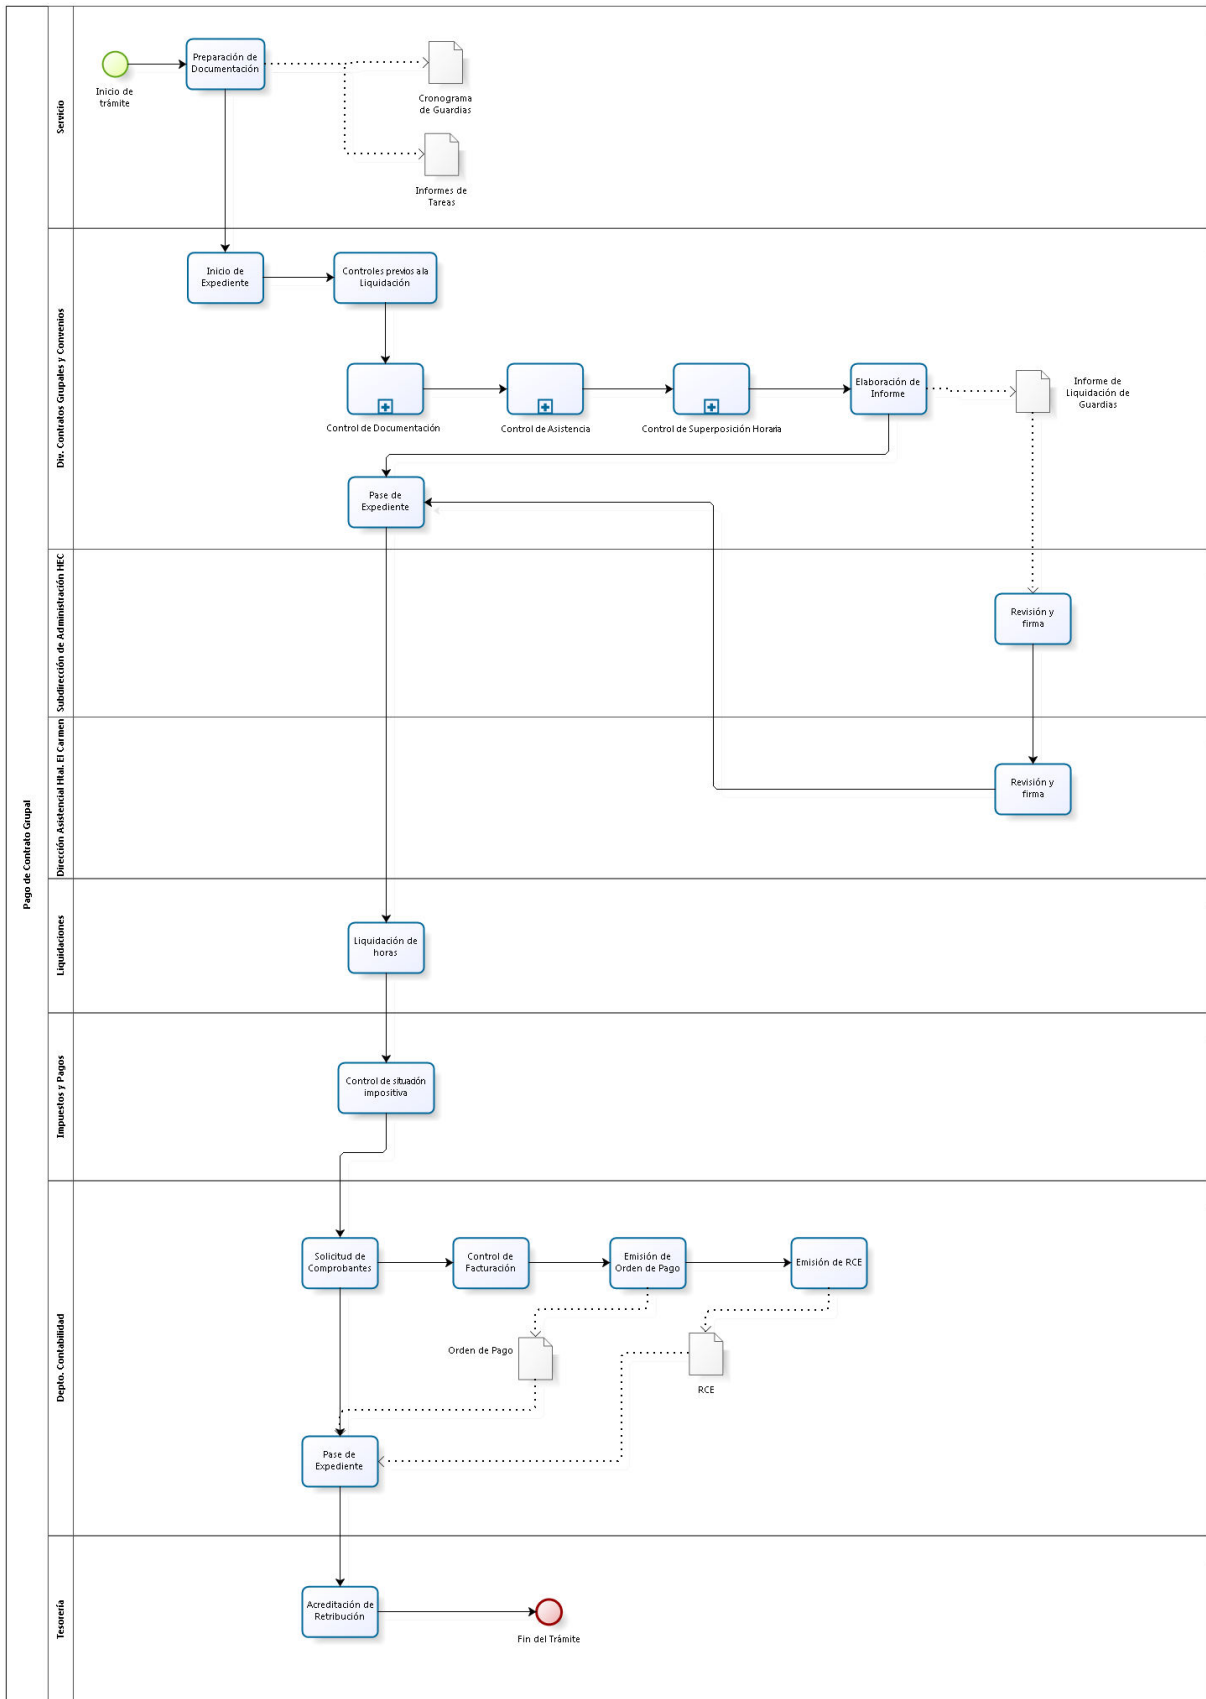 Pago de Contrato Grupal
Servicio
Inicio de
trámite
Preparación de
Documentación
Cronograma
de Guardias
Informes de
Tareas
Div. Contratos Grupales y Convenios
Inicio de
Expediente
Controles previos a la
Liquidación
Control de Documentación
Control de Asistencia
Control de Superposición Horaria
Elaboración de
Informe
Informe de
Liquidación de
Guardias
Pase de
Expediente
Subdirección de Administración HEC
Revisión y
firma
Dirección Asistencial Htal. El Carmen
Revisión y
firma
Liquidaciones
Liquidación de
horas
Impuestos y Pagos
Control de situación
impositiva
Depto. Contabilidad
Solicitud de
Comprobantes
Control de
Facturación
Emisión de
Orden de Pago
Emisión de RCE
Orden de Pago
RCE
Pase de
Expediente
Tesorería
Acreditación de
Retribución
Fin del Trámite